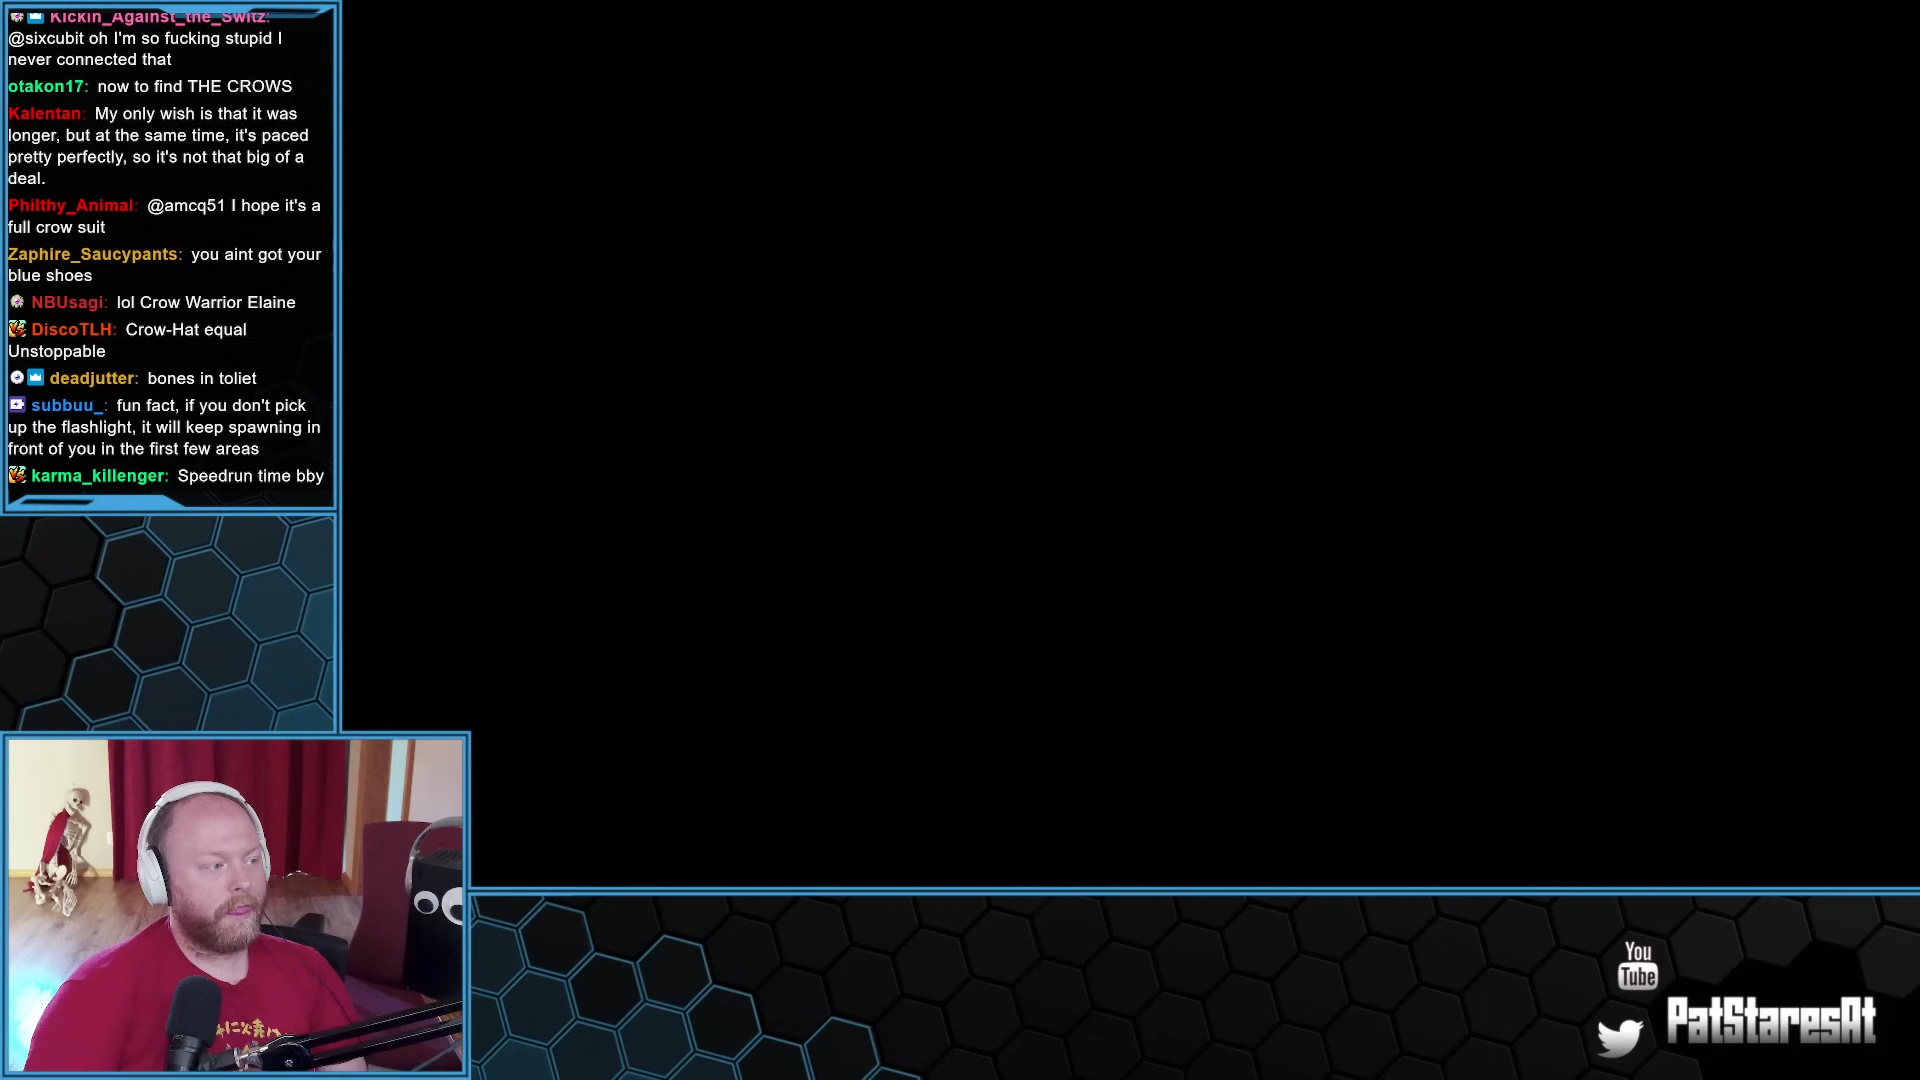 Kickin_Against_the_Switz:
@sixcubit oh I'm so fucking stupid I
never connected that
otakon17: now to find THE CROWS
Kalentan: My only wish is that it was
longer, but at the same time, it's paced
pretty perfectly, so it's not that big of a
deal.
Philthy_Animal: @amcq51 I hope it's a
full crow suit
Zaphire_Saucypants: you aint got your
blue shoes
NBUsagi: lol Crow Warrior Elaine
DiscoTLH: Crow-Hat equal
Unstoppable
deadjutter: bones in toliet
subbuu_: fun fact, if you don't pick
up the flashlight, it will keep spawning in
front of you in the first few areas
karma_killenger: Speedrun time bby
You
Tube
PatStaresAt